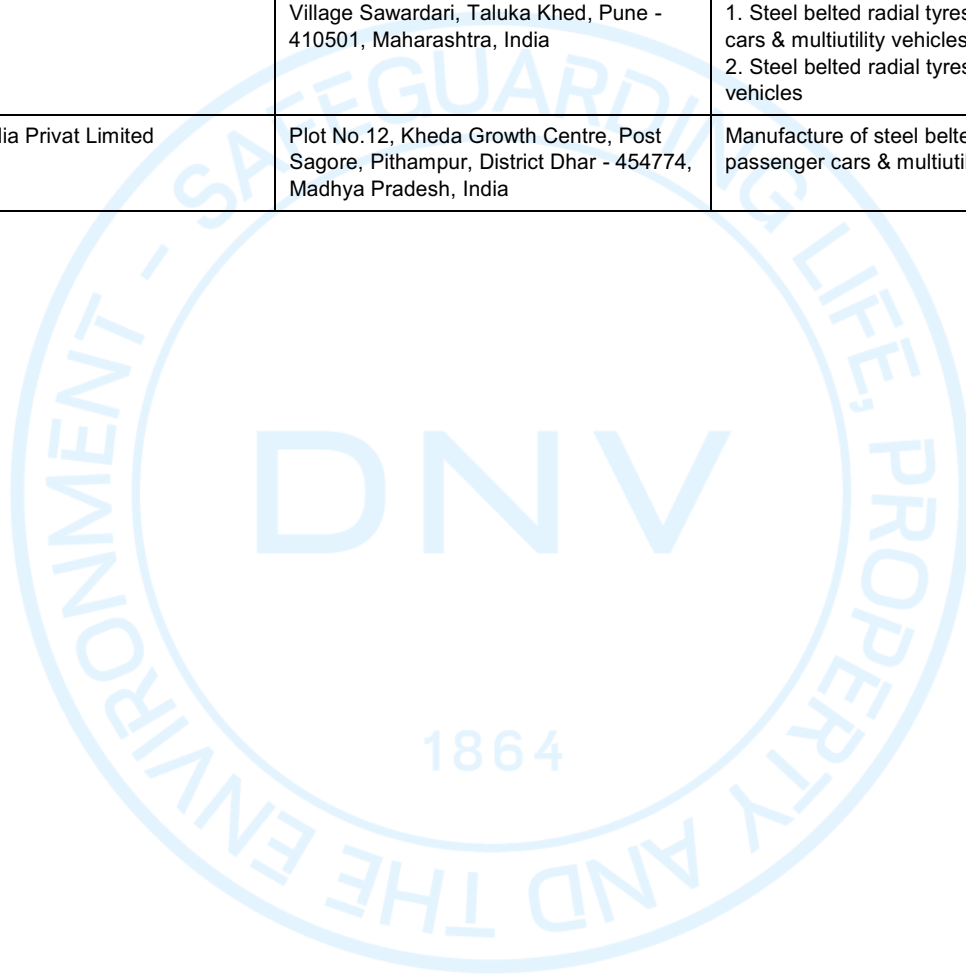 Village Sawardari, Taluka Khed, Pune -
410501, Maharashtra, India
1. Steel belted radial tyres
cars & multiutility vehicles
2. Steel belted radial tyres
vehicles
lia Privat Limited
Plot No.12, Kheda Growth Centre, Post
Sagore, Pithampur, District Dhar - 454774,
Madhya Pradesh, India
Manufacture of steel belte
passenger cars & multiuti
SAFEGUARDING LIFE, PROPERTY AND THE ENVIRONMENT -
DNV
1864